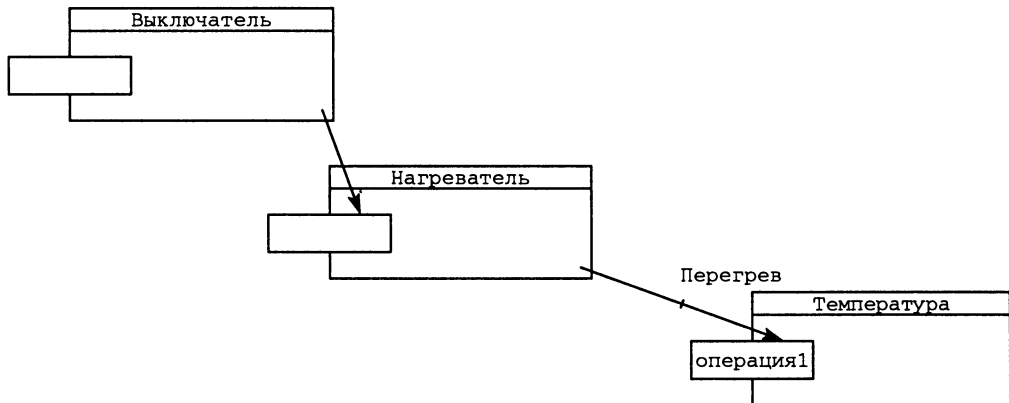 Выключатель
Нагреватель
Перегрев
Температура
операция1